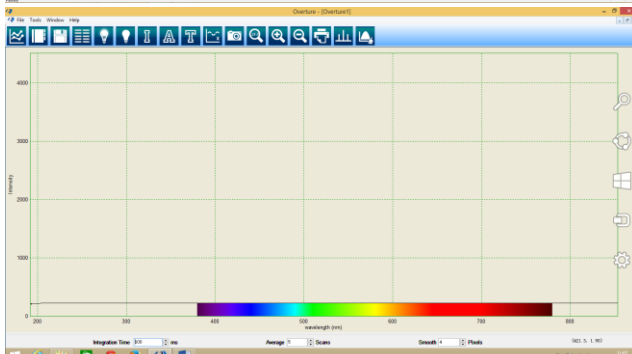 Overture - [Overture1]
File Tools Window Help
I A T
4000
3000
2000
1000
0
Intensity
200 300 400 500 600 700 800
wavelength (nm)
Integration Time ms Average 5 Scans Smooth 4 Pixels